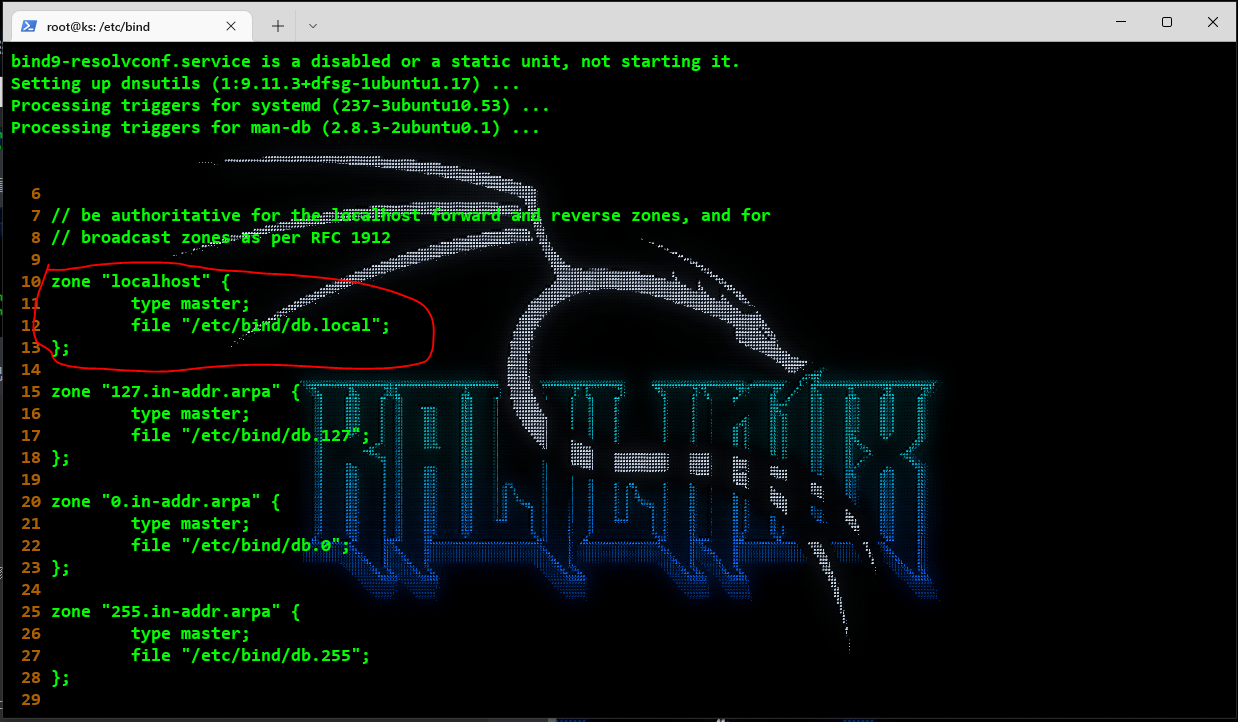 root@ks: /etc/bind
bind9-resolvconf.service is a disabled or a static unit, not starting it.
Setting up dnsutils (1:9.11.3+dfsg-1ubuntu1.17) ...
Processing triggers for systemd (237-3ubuntu10.53) ...
Processing triggers for man-db (2.8.3-2ubuntu0.1) ...
6
7 // be authoritative for the localhost forward and reverse zones, and for
8 // broadcast zones as per RFC 1912
9
10 zone "localhost" {
11         type master;
12         file "/etc/bind/db.local";
13 };
14
15 zone "127.in-addr.arpa" {
16         type master;
17         file "/etc/bind/db.127";
18 };
19
20 zone "0.in-addr.arpa" {
21         type master;
22         file "/etc/bind/db.0";
23 };
24
25 zone "255.in-addr.arpa" {
26         type master;
27         file "/etc/bind/db.255";
28 };
29
KALI LINUX